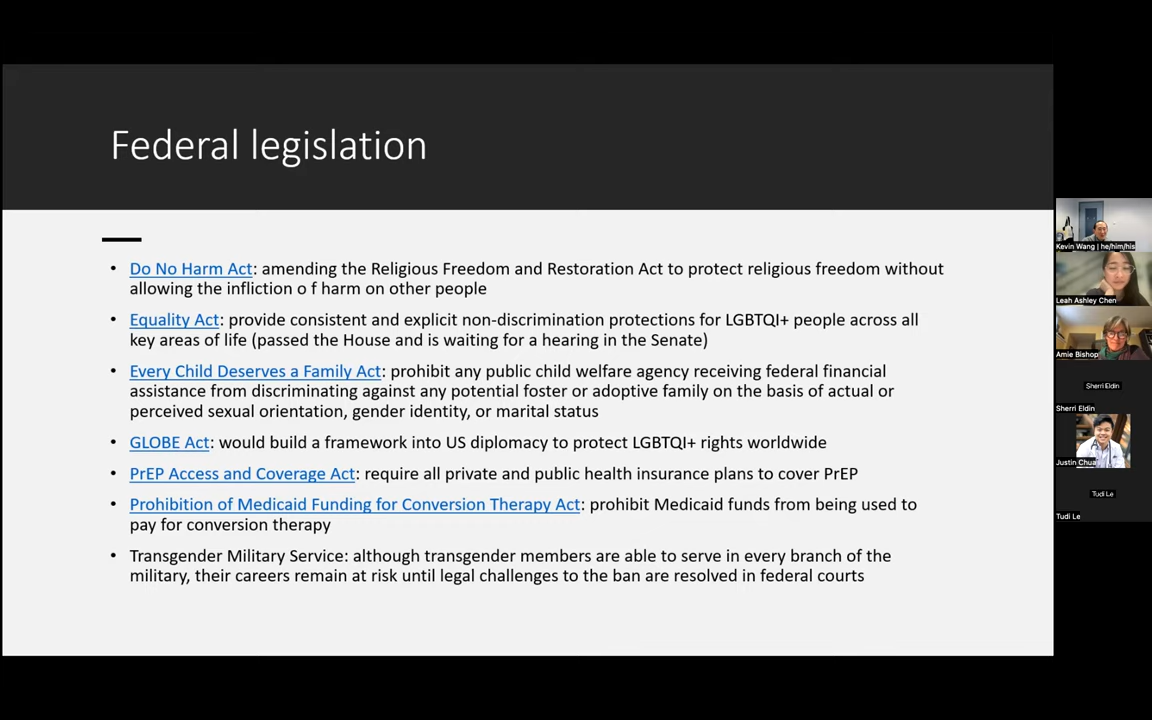 Federal legislation
• Do No Harm Act: amending the Religious Freedom and Restoration Act to protect religious freedom without
allowing the infliction o f harm on other people
• Equality Act: provide consistent and explicit non-discrimination protections for LGBTQI+ people across all
key areas of life (passed the House and is waiting for a hearing in the Senate)
• Every Child Deserves a Family Act: prohibit any public child welfare agency receiving federal financial
assistance from discriminating against any potential foster or adoptive family on the basis of actual or
perceived sexual orientation, gender identity, or marital status
• GLOBE Act: would build a framework into US diplomacy to protect LGBTQI+ rights worldwide
• PrEP Access and Coverage Act: require all private and public health insurance plans to cover PrEP
• Prohibition of Medicaid Funding for Conversion Therapy Act: prohibit Medicaid funds from being used to
pay for conversion therapy
• Transgender Military Service: although transgender members are able to serve in every branch of the
military, their careers remain at risk until legal challenges to the ban are resolved in federal courts
Kevin Wang | he/him/his
Leah Ashley Chen
Amie Bishop
Sherri Eldin
Sherri Eldin
Justin Chua
Tudi Le
Tudi Le